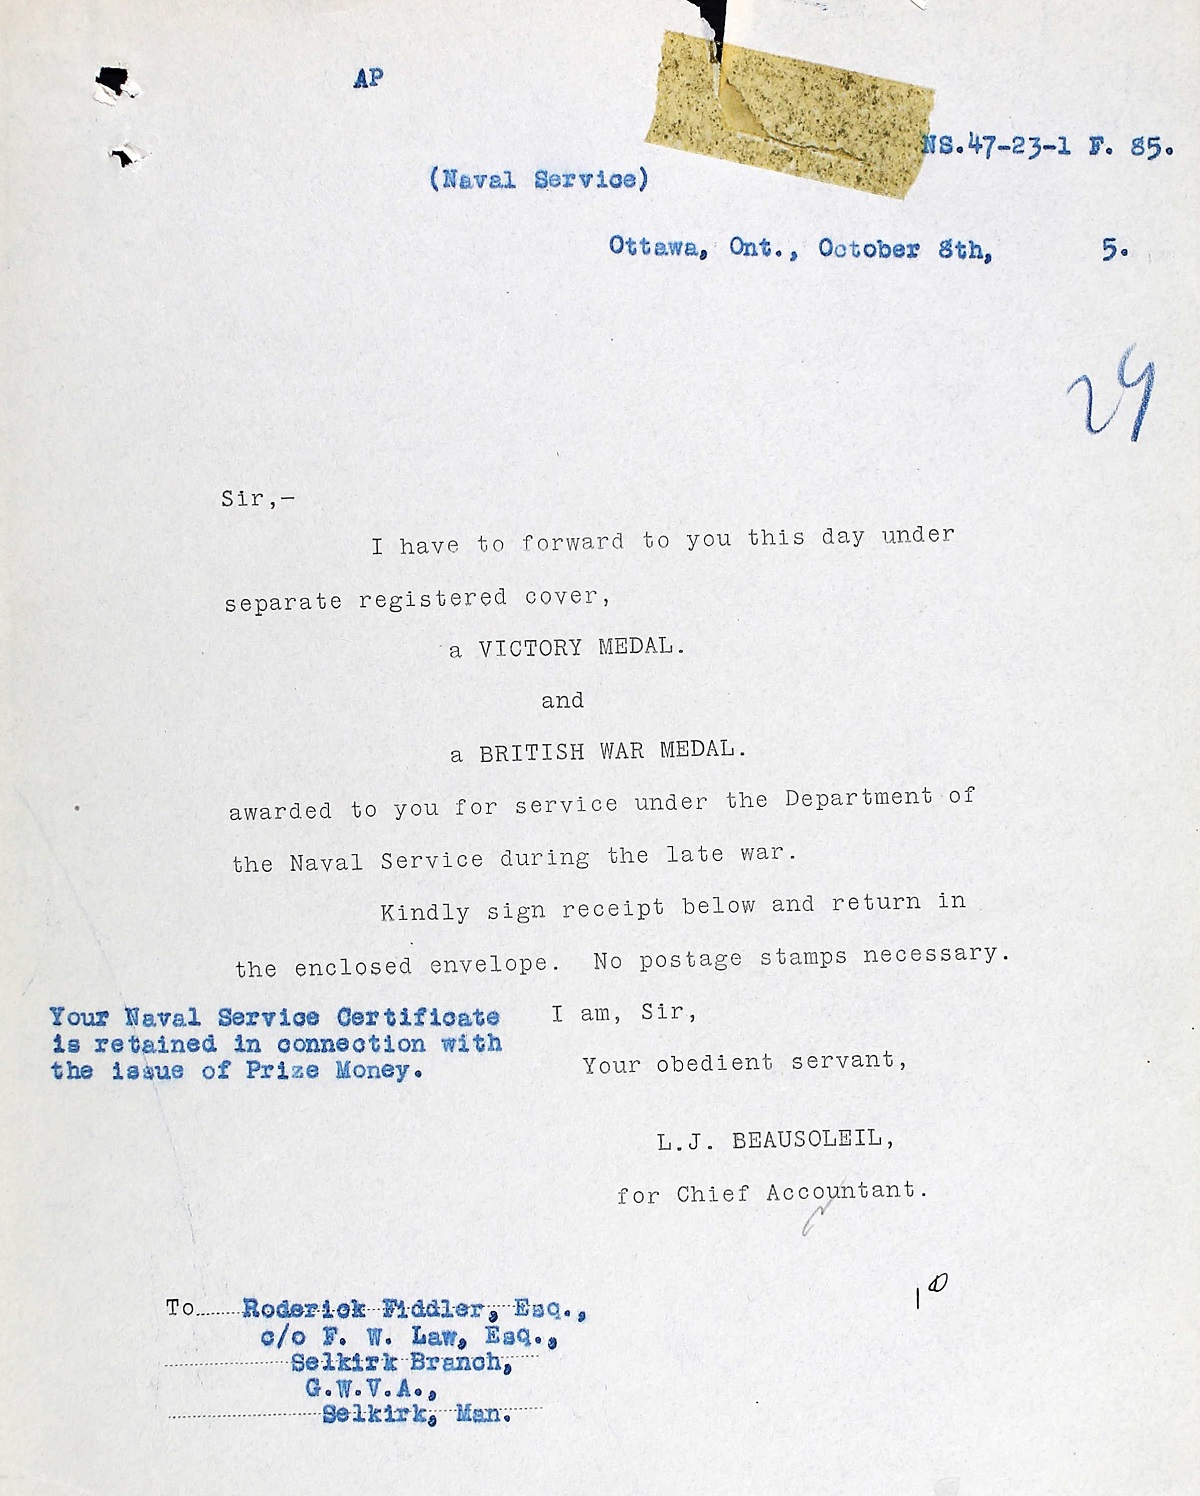 AP
NS.47-23-1 F. 85.
(Naval Service)
Ottawa, Ont., October 8th, 5.
29
Sir,-
I have to forward to you this day under
separate registered cover,
a VICTORY MEDAL.
and
a BRITISH WAR MEDAL.
awarded to you for service under the Department of
the Naval Service during the late war.
Kindly sign receipt below and return in
the enclosed envelope. No postage stamps necessary.
I am, Sir,
Your Naval Service Certificate
is retained in connection with
the issue of Prize Money.
Your obedient servant,
L.J. BEAUSOLEIL,
for Chief Accountant.
To Roderick Fiddler, Esq.,
c/o F. W. Law, Esq.,
Selkirk Branch,
G.W.V.A.,
Selkirk, Man.